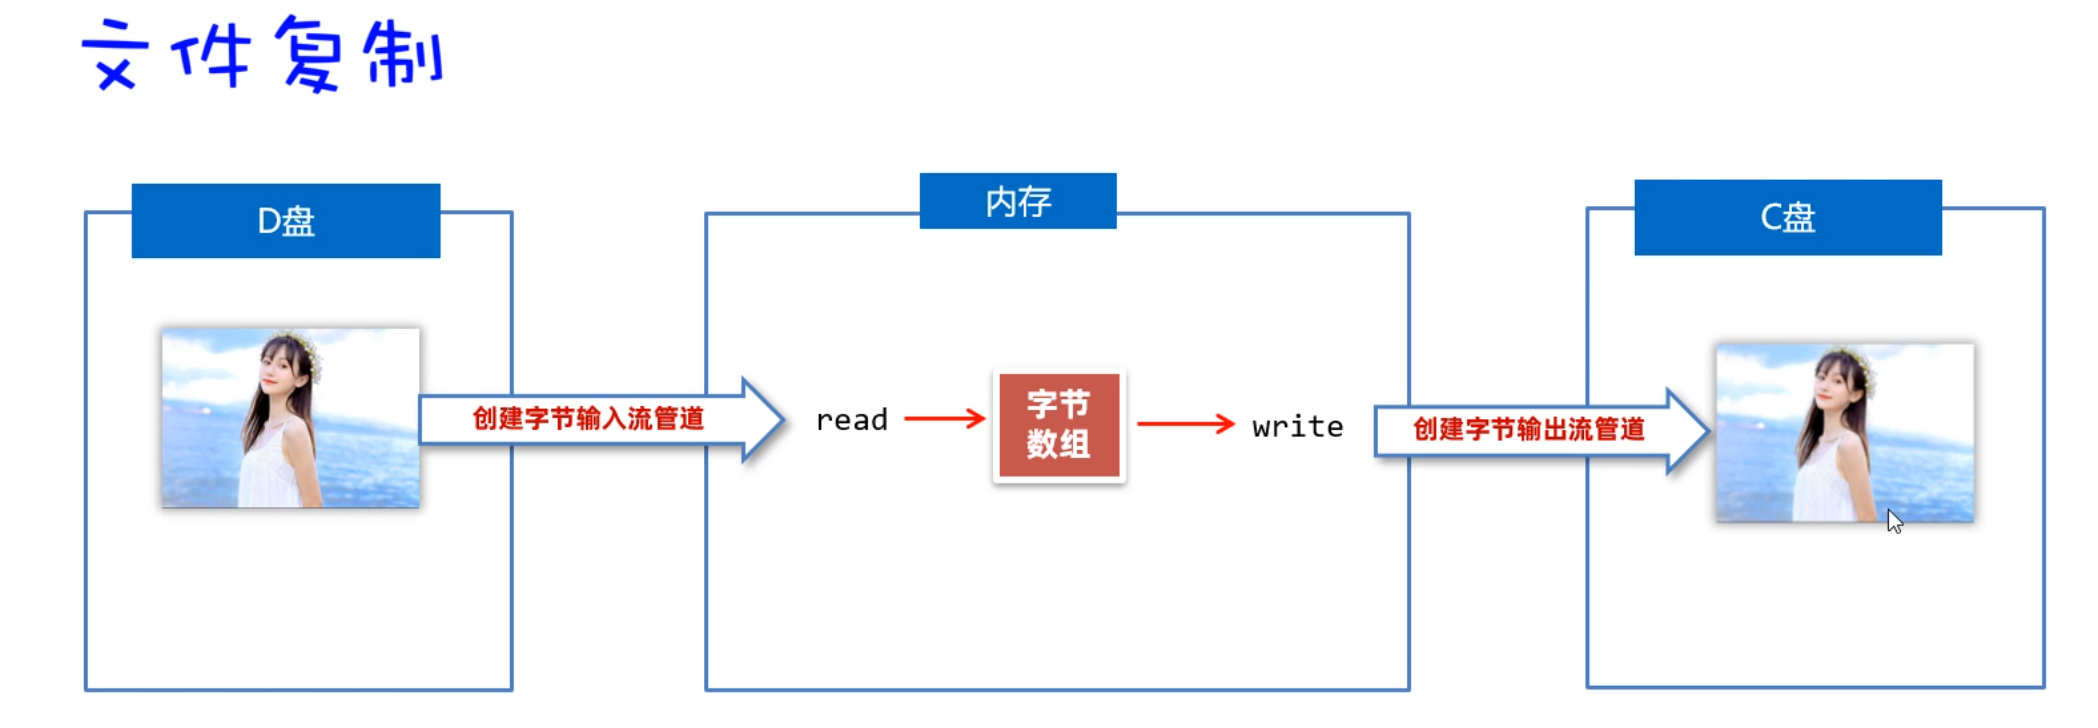 文件复制
D盘
内存
C盘
创建字节输入流管道
read
字节
数组
write
创建字节输出流管道